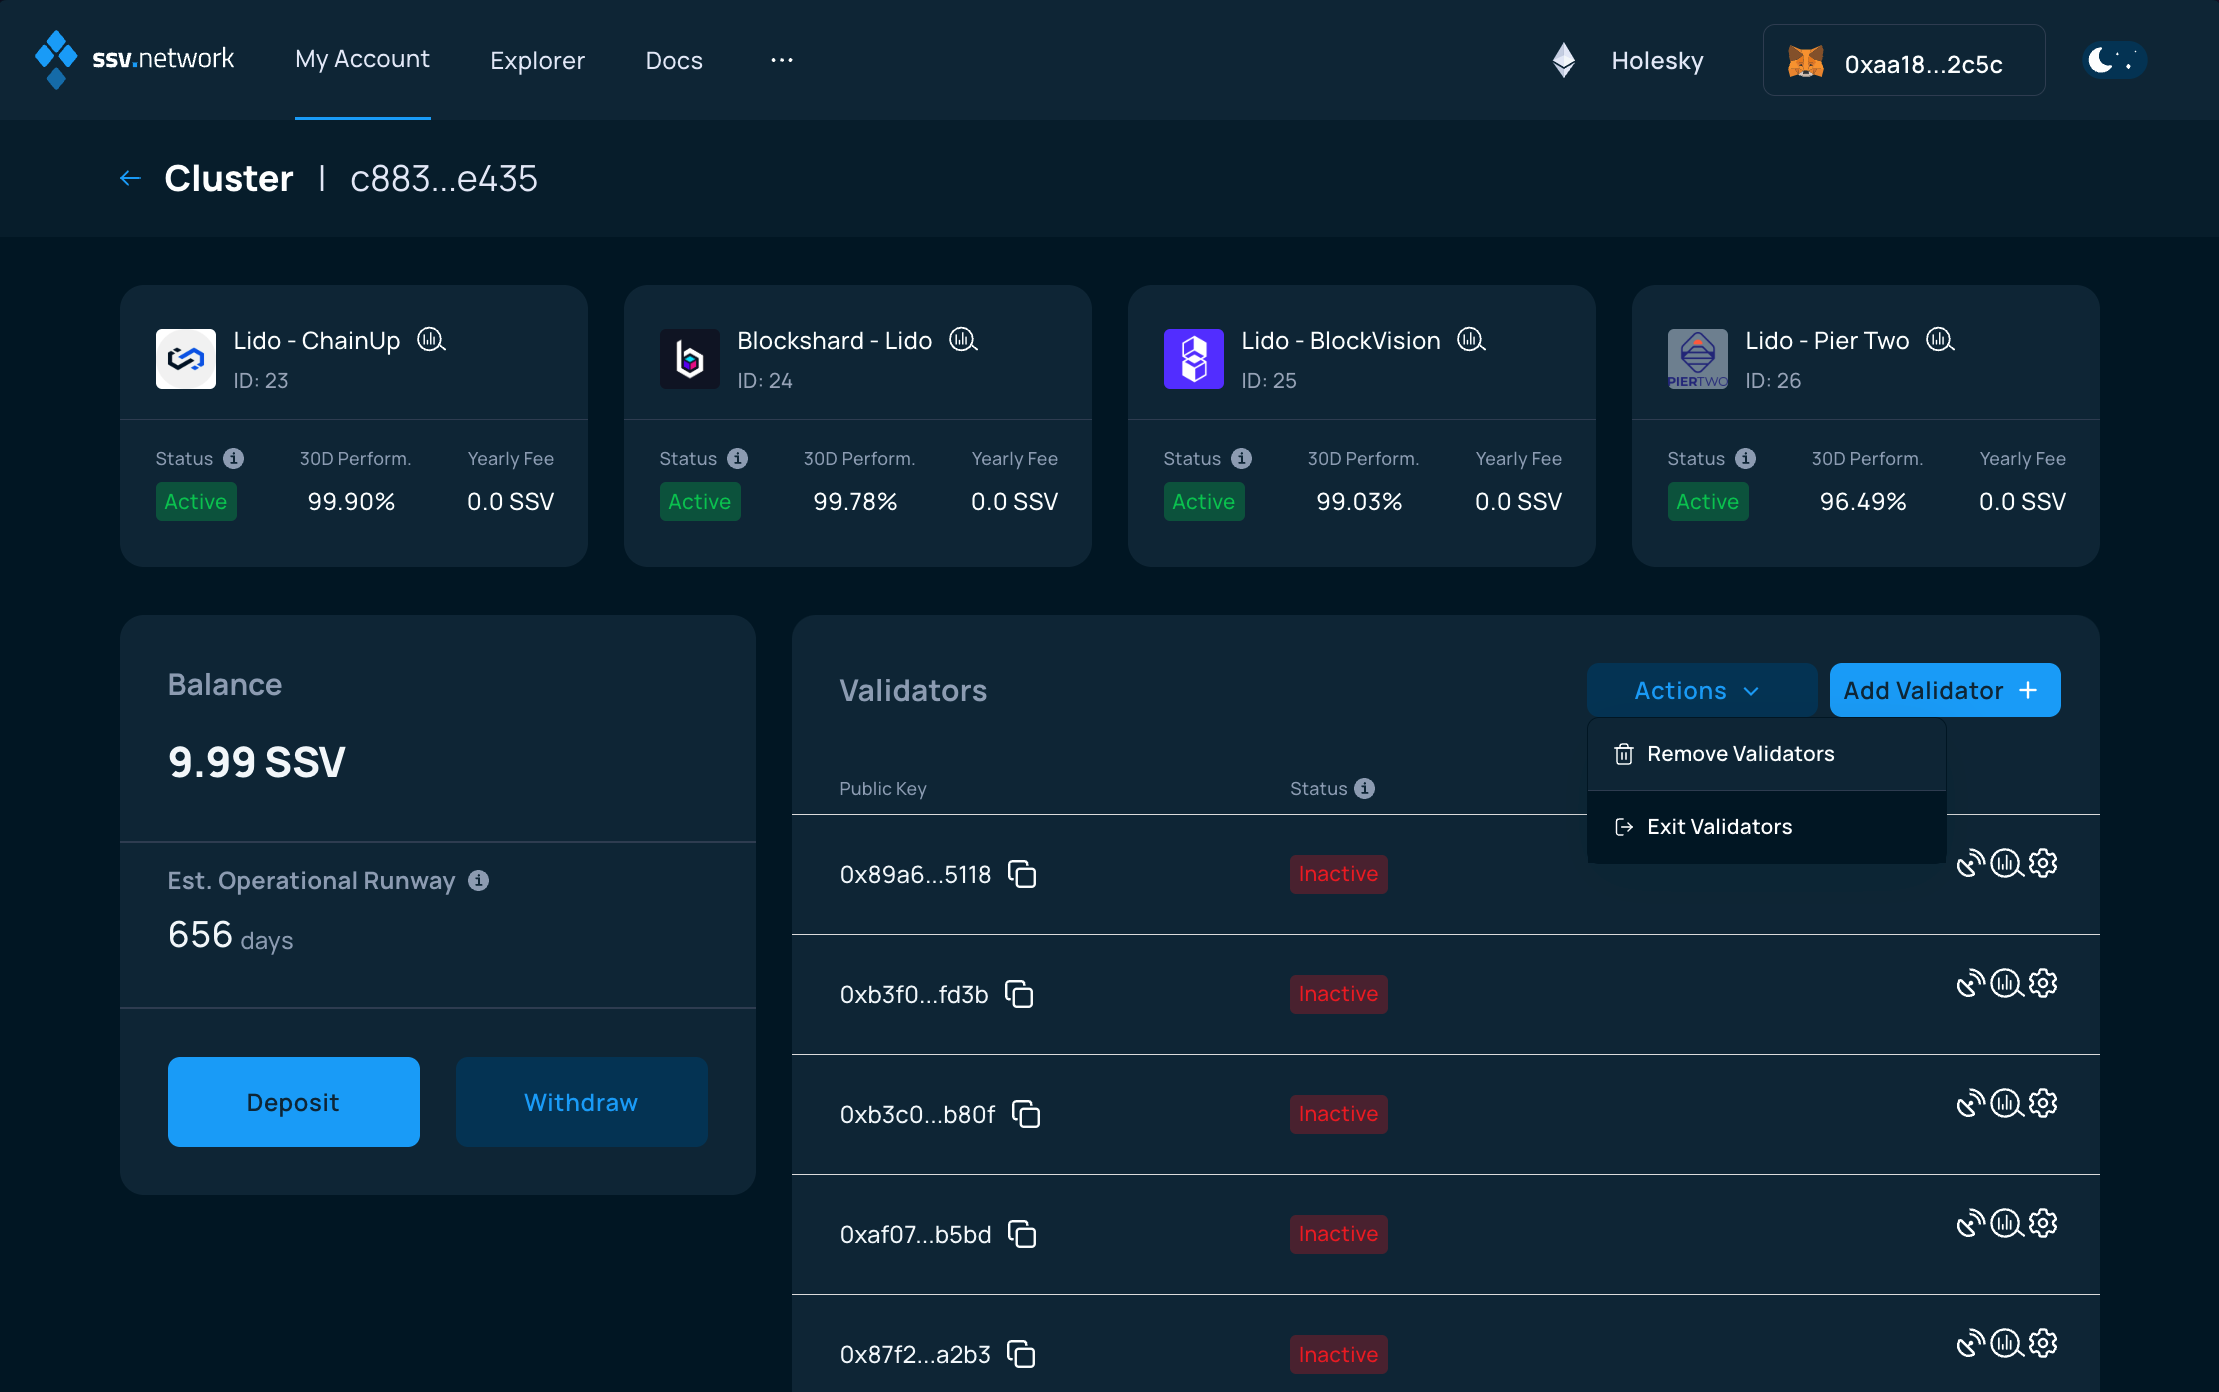 ssv.network
My Account
Explorer
Docs
...
Holesky
0xaa18...2c5c
Cluster | c883...e435
Lido - ChainUp
ID: 23
Status
30D Perform.
Yearly Fee
Active
99.90%
0.0 SSV
Blockshard - Lido
ID: 24
Status
30D Perform.
Yearly Fee
Active
99.78%
0.0 SSV
Lido - BlockVision
ID: 25
Status
30D Perform.
Yearly Fee
Active
99.03%
0.0 SSV
PIERTWO
Lido - Pier Two
ID: 26
Status
30D Perform.
Yearly Fee
Active
96.49%
0.0 SSV
Balance
9.99 SSV
Est. Operational Runway
656 days
Deposit
Withdraw
Validators
Actions
Add Validator +
Remove Validators
Exit Validators
Public Key
Status
0x89a6...5118
Inactive
0xb3f0...fd3b
Inactive
0xb3c0...b80f
Inactive
0xaf07...b5bd
Inactive
0x87f2...a2b3
Inactive